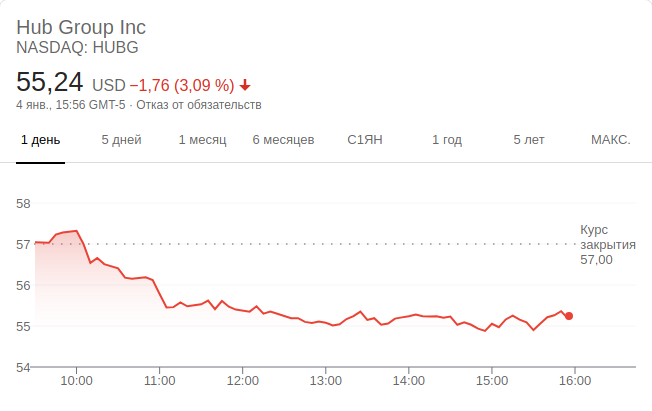 Hub Group Inc
NASDAQ: HUBG
55,24 USD −1,76 (3,09 %)
4 янв., 15:56 GMT-5 · Отказ от обязательств
1 день 5 дней 1 месяц 6 месяцев С1ЯН 1 год 5 лет МАКС.
58
57
56
55
54
Курс
закрытия
57,00
10:00 11:00 12:00 13:00 14:00 15:00 16:00